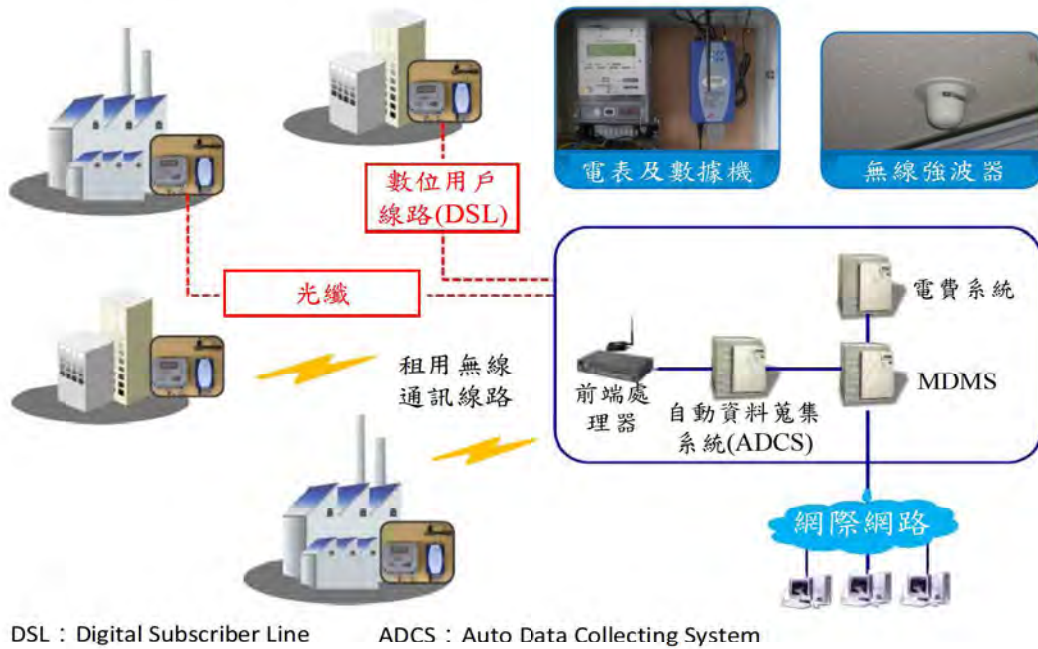 電表及數據機
無線強波器
數位用戶
線路(DSL)
光纖
租用無線
通訊線路
電費系統
MDMS
前端處
理器
自動資料蒐集
系統(ADCS)
網際網路
DSL：Digital Subscriber Line
ADCS：Auto Data Collecting System